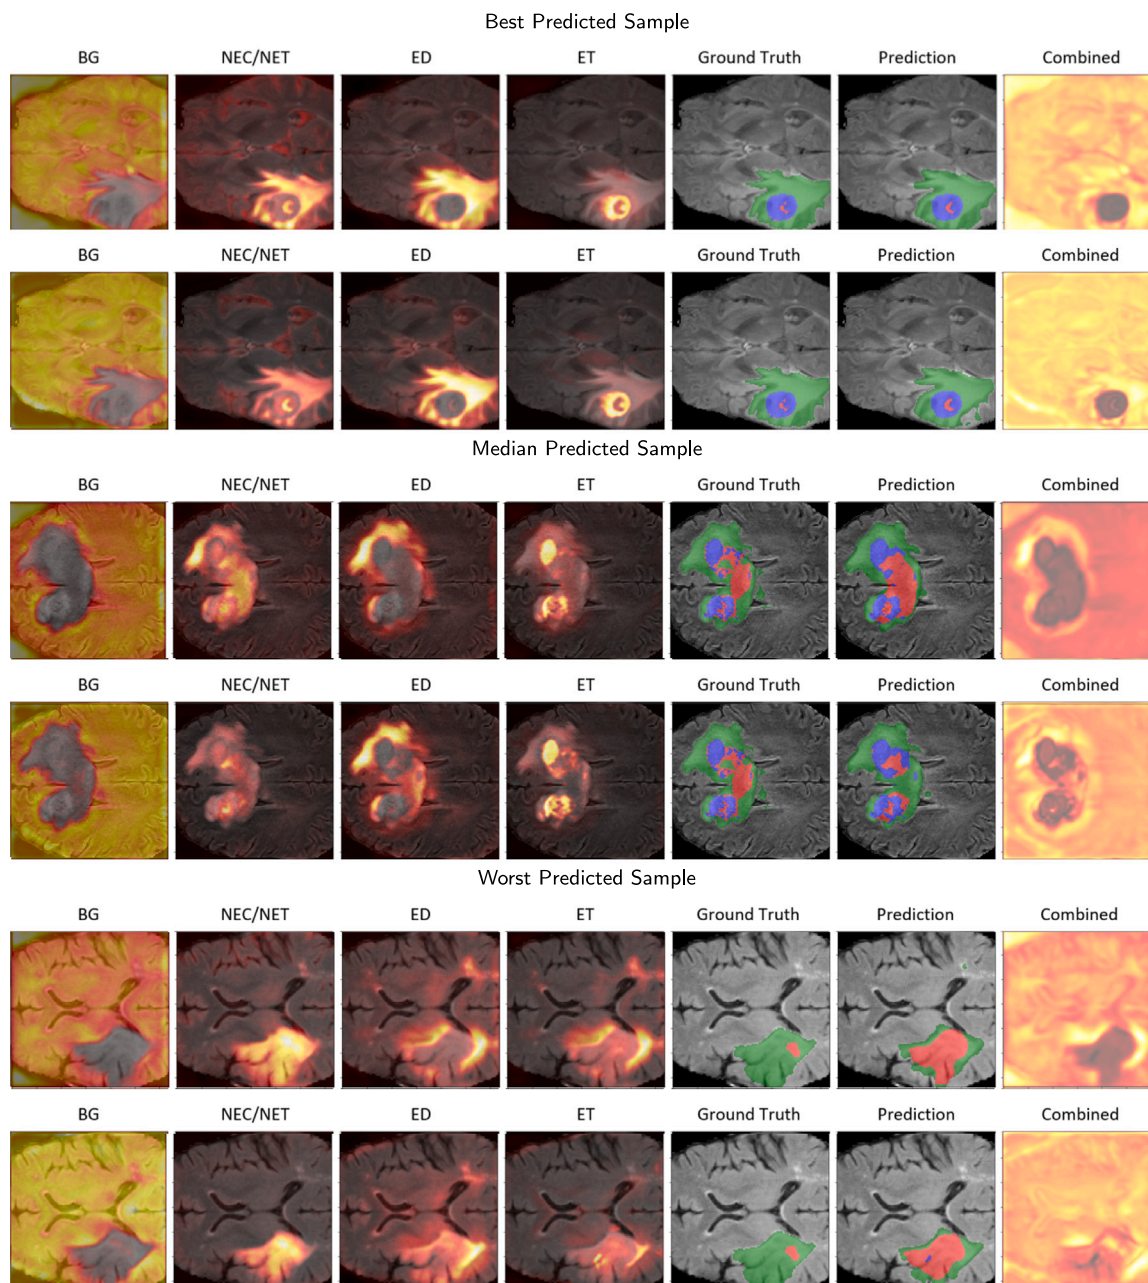 Best Predicted Sample
BG NEC/NET ED ET Ground Truth Prediction Combined
BG NEC/NET ED ET Ground Truth Prediction Combined
Median Predicted Sample
BG NEC/NET ED ET Ground Truth Prediction Combined
BG NEC/NET ED ET Ground Truth Prediction Combined
Worst Predicted Sample
BG NEC/NET ED ET Ground Truth Prediction Combined
BG NEC/NET ED ET Ground Truth Prediction Combined